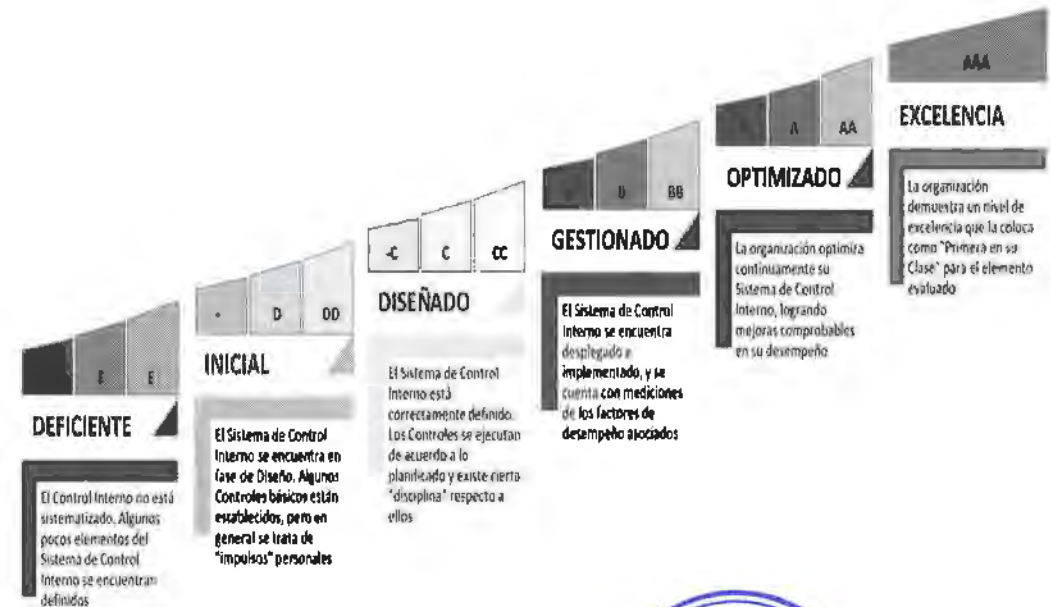 E
E
DEFICIENTE
El Control Interno no está
sistematizado. Algunos
pocos elementos del
Sistema de Control
Interno se encuentran
definidos
-
D
DD
INICIAL
El Sistema de Control
Interno se encuentra en
fase de Diseño. Algunos
Controles básicos están
establecidos, pero en
general se trata de
"impulsos" personales
-C
C
CC
DISEÑADO
El Sistema de Control
Interno está
correctamente definido.
Los Controles se ejecutan
de acuerdo a lo
planificado y existe cierta
"disciplina" respecto a
ellos
B
BB
GESTIONADO
El Sistema de Control
Interno se encuentra
desplegado e
implementado, y se
cuenta con mediciones
de los factores de
desempeño asociados
A
AA
OPTIMIZADO
La organización optimiza
continuamente su
Sistema de Control
Interno, logrando
mejoras comprobables
en su desempeño
AAA
EXCELENCIA
La organización
demuestra un nivel de
excelencia que la coloca
como "Primera en su
Clase" para el elemento
evaluado